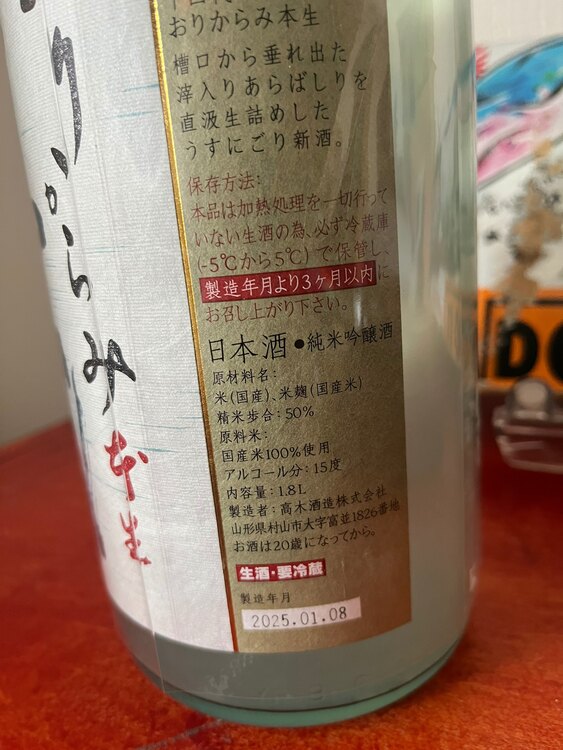 おりからみ本生
槽口から垂れ出た
滓入りあらばしりを
直汲生詰めした
うすにごり新酒。
保存方法:
本品は加熱処理を一切行って
いない生酒の為、必ず冷蔵庫
(-5℃から5℃)で保管し、
製造年月より3ヶ月以内に
お召し上がり下さい。
日本酒●純米吟醸酒
原材料名:
米(国産)、米麹(国産米)
精米歩合:50%
原料米:
国産米100%使用
アルコール分:15度
内容量:1.8L
製造者:高木酒造株式会社
山形県村山市大字富並1826番地
お酒は20歳になってから。
生酒・要冷蔵
製造年月
2025.01.08
りからみ
本生